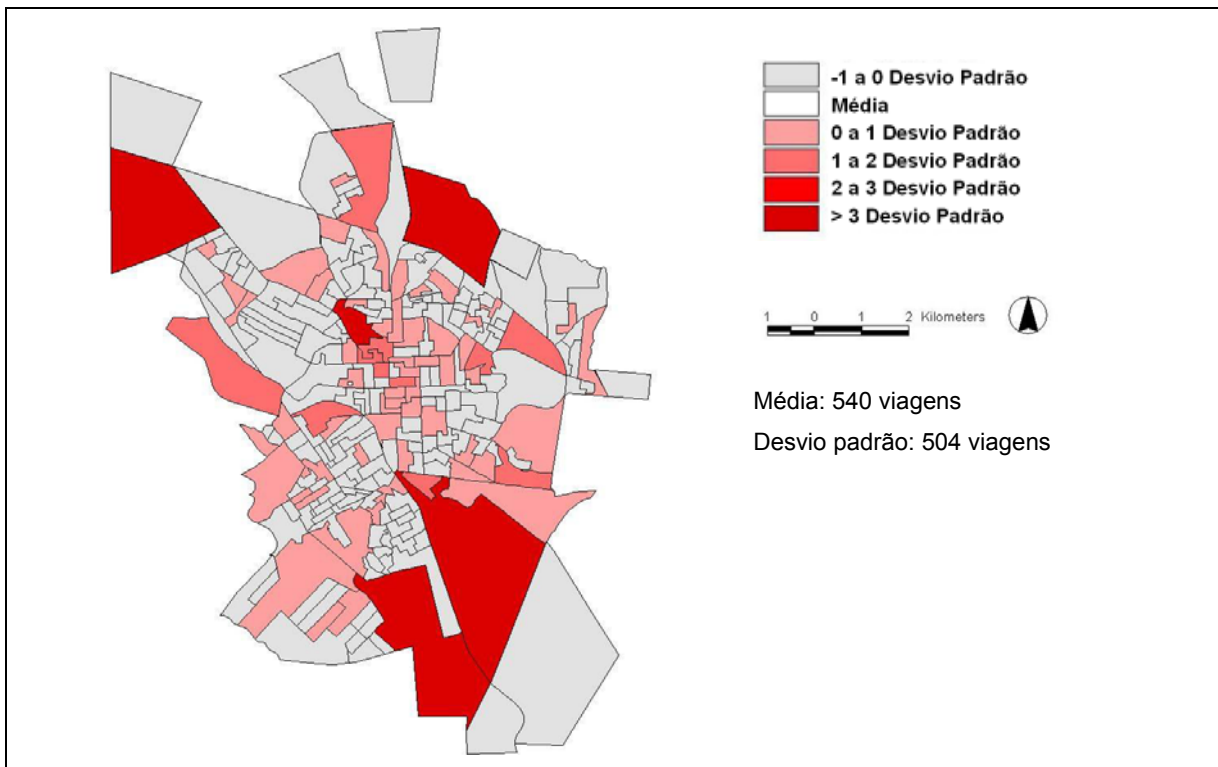 -1 a 0 Desvio Padrão
Média
0 a 1 Desvio Padrão
1 a 2 Desvio Padrão
2 a 3 Desvio Padrão
> 3 Desvio Padrão
1 0 1 2 Kilometers
Média: 540 viagens
Desvio padrão: 504 viagens